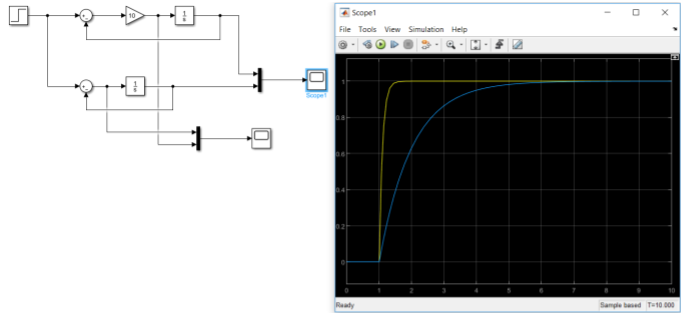 Scope1
File Tools View Simulation Help
10
1
s
1
s
Scope1
1
0.8
0.6
0.4
0.2
0
0 1 2 3 4 5 6 7 8 9 10
Ready Sample based T=10.000